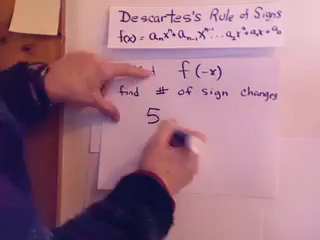 Descartes's Rule of Signs
f(x) = aₙxⁿ + aₙ₋₁xⁿ⁻¹ ... a₂x² + a₁x + a₀
f(-x)
find # of sign changes
5